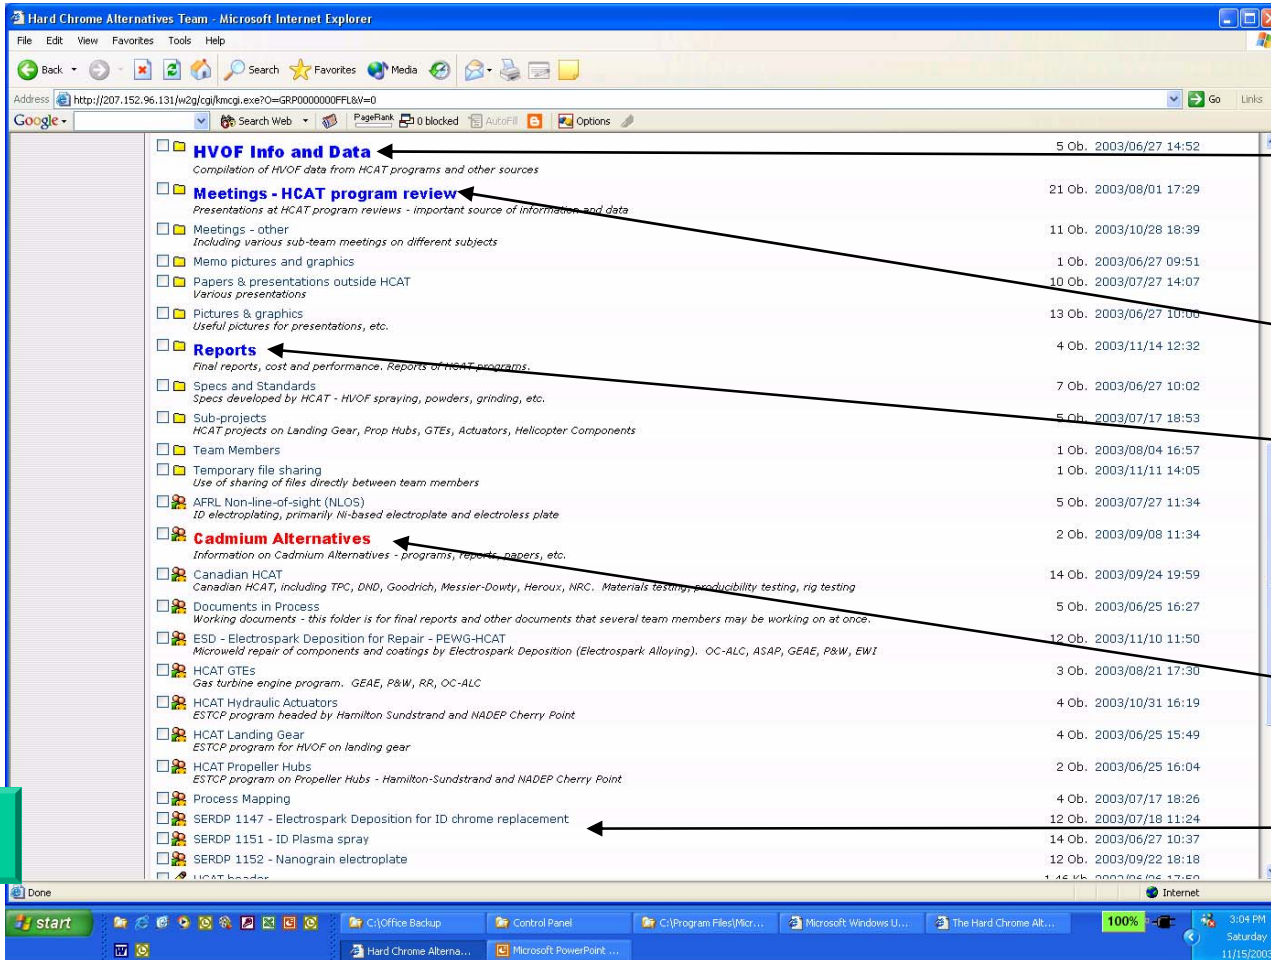 Hard Chrome Alternatives Team - Microsoft Internet Explorer
File Edit View Favorites Tools Help
Back Search Favorites Media
Address http://207.152.96.131/w2g/cgi/kmcgi.exe?O=GRP0000000FFL&V=0 Go Links
Google Search Web PageRank 0 blocked AutoFill Options
HVOF Info and Data 5 Ob. 2003/06/27 14:52
Compilation of HVOF data from HCAT programs and other sources
Meetings - HCAT program review 21 Ob. 2003/08/01 17:29
Presentations at HCAT program reviews - important source of information and data
Meetings - other 11 Ob. 2003/10/28 18:39
Including various sub-team meetings on different subjects
Memo pictures and graphics 1 Ob. 2003/06/27 09:51
Papers & presentations outside HCAT 10 Ob. 2003/07/27 14:07
Various presentations
Pictures & graphics 13 Ob. 2003/06/27 10:06
Useful pictures for presentations, etc.
Reports 4 Ob. 2003/11/14 12:32
Final reports, cost and performance. Reports of HCAT programs.
Specs and Standards 7 Ob. 2003/06/27 10:02
Specs developed by HCAT - HVOF spraying, powders, grinding, etc.
Sub-projects 5 Ob. 2003/07/17 18:53
HCAT projects on Landing Gear, Prop Hubs, GTEs, Actuators, Helicopter Components
Team Members 1 Ob. 2003/08/04 16:57
Temporary file sharing 1 Ob. 2003/11/11 14:05
Use of sharing of files directly between team members
AFRL Non-line-of-sight (NLOS) 5 Ob. 2003/07/27 11:34
ID electroplating, primarily Ni-based electroplate and electroless plate
Cadmium Alternatives 2 Ob. 2003/09/08 11:34
Information on Cadmium Alternatives - programs, reports, papers, etc.
Canadian HCAT 14 Ob. 2003/09/24 19:59
Canadian HCAT, including TPC, DND, Goodrich, Messier-Dowty, Heroux, NRC. Materials testing, producibility testing, rig testing
Documents in Process 5 Ob. 2003/06/25 16:27
Working documents - this folder is for final reports and other documents that several team members may be working on at once.
ESD - Electrospark Deposition for Repair - PEWG-HCAT 12 Ob. 2003/11/10 11:50
Microweld repair of components and coatings by Electrospark Deposition (Electrospark Alloying). OC-ALC, ASAP, GEAE, P&W, EWI
HCAT GTEs 3 Ob. 2003/08/21 17:30
Gas turbine engine program. GEAE, P&W, RR, OC-ALC
HCAT Hydraulic Actuators 4 Ob. 2003/10/31 16:19
ESTCP program headed by Hamilton Sundstrand and NADEP Cherry Point
HCAT Landing Gear 4 Ob. 2003/06/25 15:49
ESTCP program for HVOF on landing gear
HCAT Propeller Hubs 2 Ob. 2003/06/25 16:04
ESTCP program on Propeller Hubs - Hamilton-Sundstrand and NADEP Cherry Point
Process Mapping 4 Ob. 2003/07/17 18:26
SERDP 1147 - Electrospark Deposition for ID chrome replacement 12 Ob. 2003/07/18 11:24
SERDP 1151 - ID Plasma spray 14 Ob. 2003/06/27 10:37
SERDP 1152 - Nanograin electroplate 12 Ob. 2003/09/22 18:18
HCAT header
Done Internet
start C:\Office Backup Control Panel C:\Program Files\Micr... Microsoft Windows U... The Hard Chrome Alt... 100% 3:04 PM
Saturday
Hard Chrome Alterna... Microsoft PowerPoint ... 11/15/2003